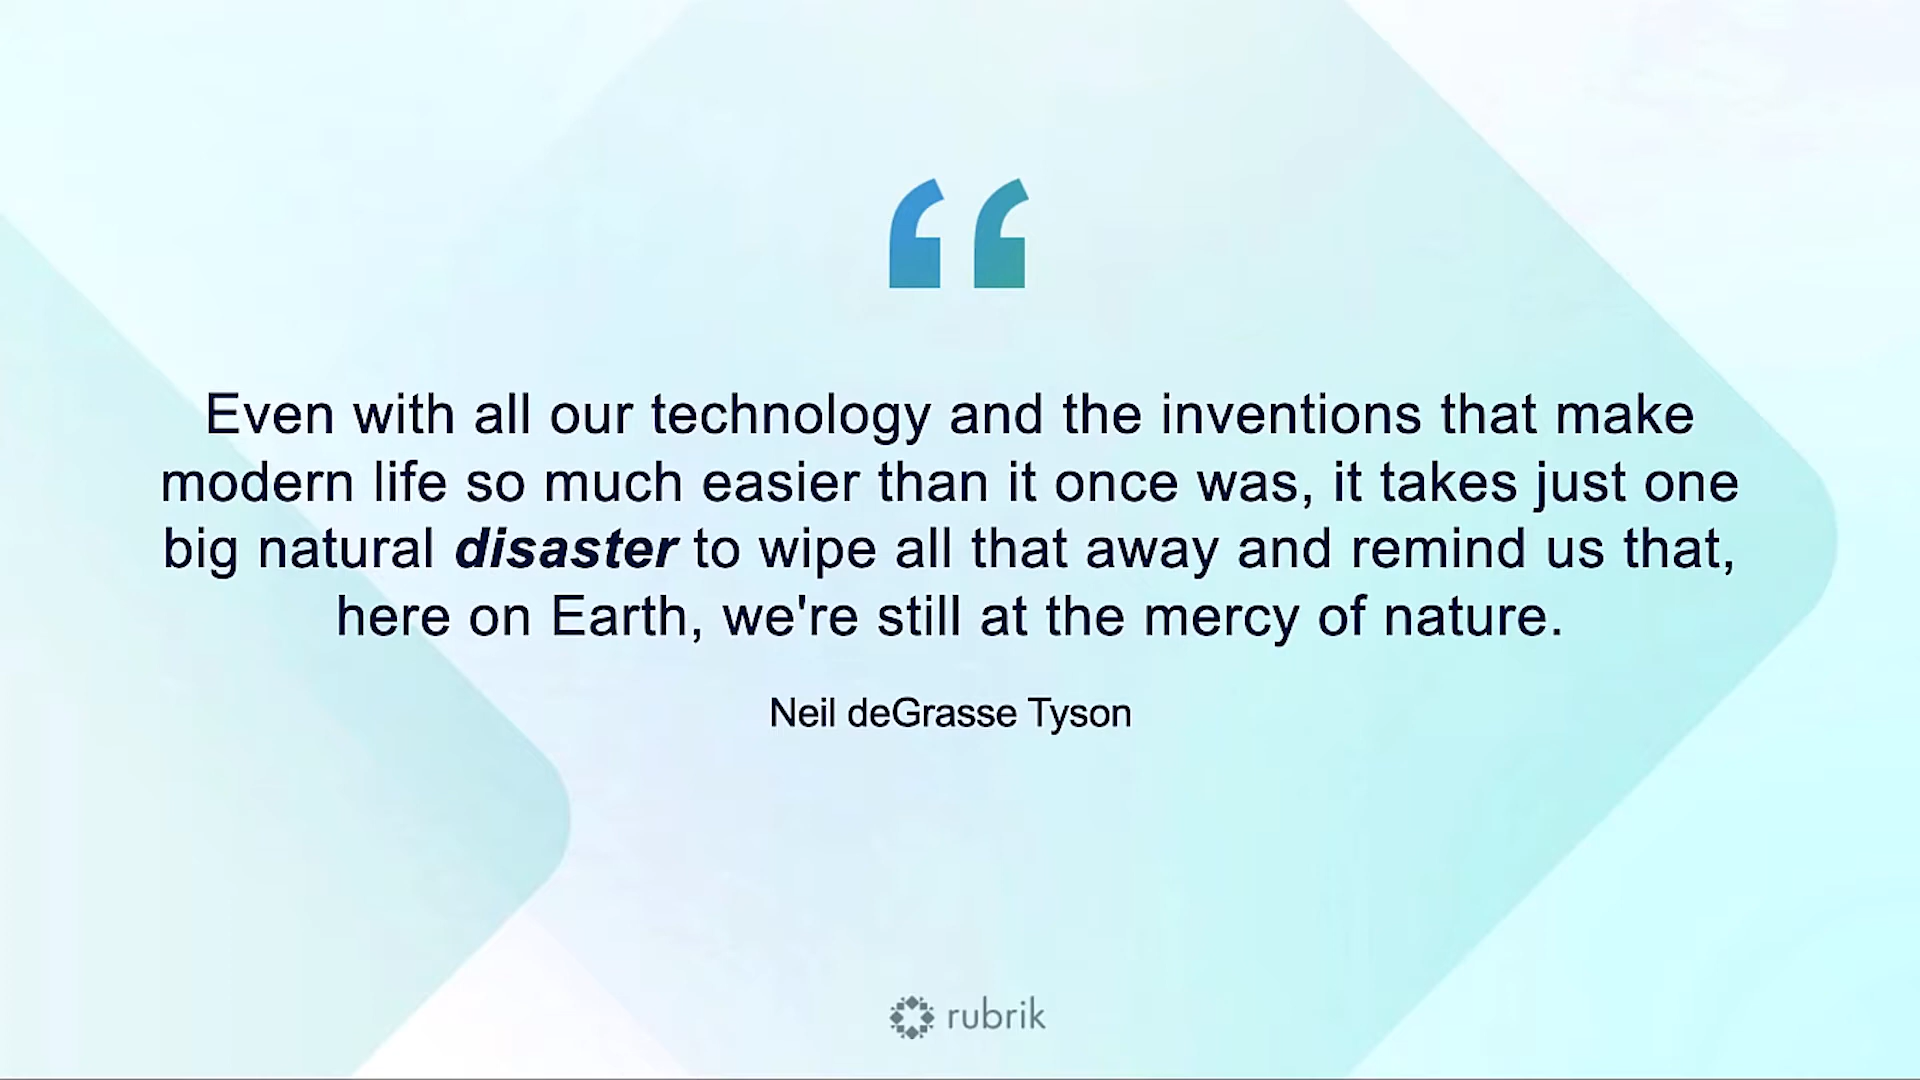 “
Even with all our technology and the inventions that make
modern life so much easier than it once was, it takes just one
big natural disaster to wipe all that away and remind us that,
here on Earth, we're still at the mercy of nature.
Neil deGrasse Tyson
rubrik